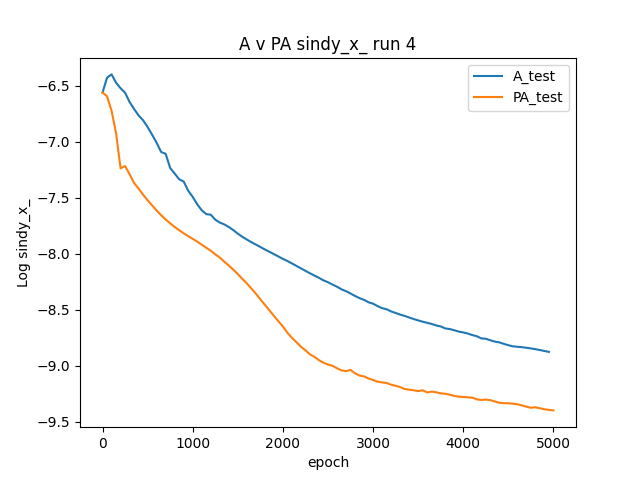 A v PA sindy_x_ run 4
A_test
PA_test
Log sindy_x_
−6.5
−7.0
−7.5
−8.0
−8.5
−9.0
−9.5
0 1000 2000 3000 4000 5000
epoch